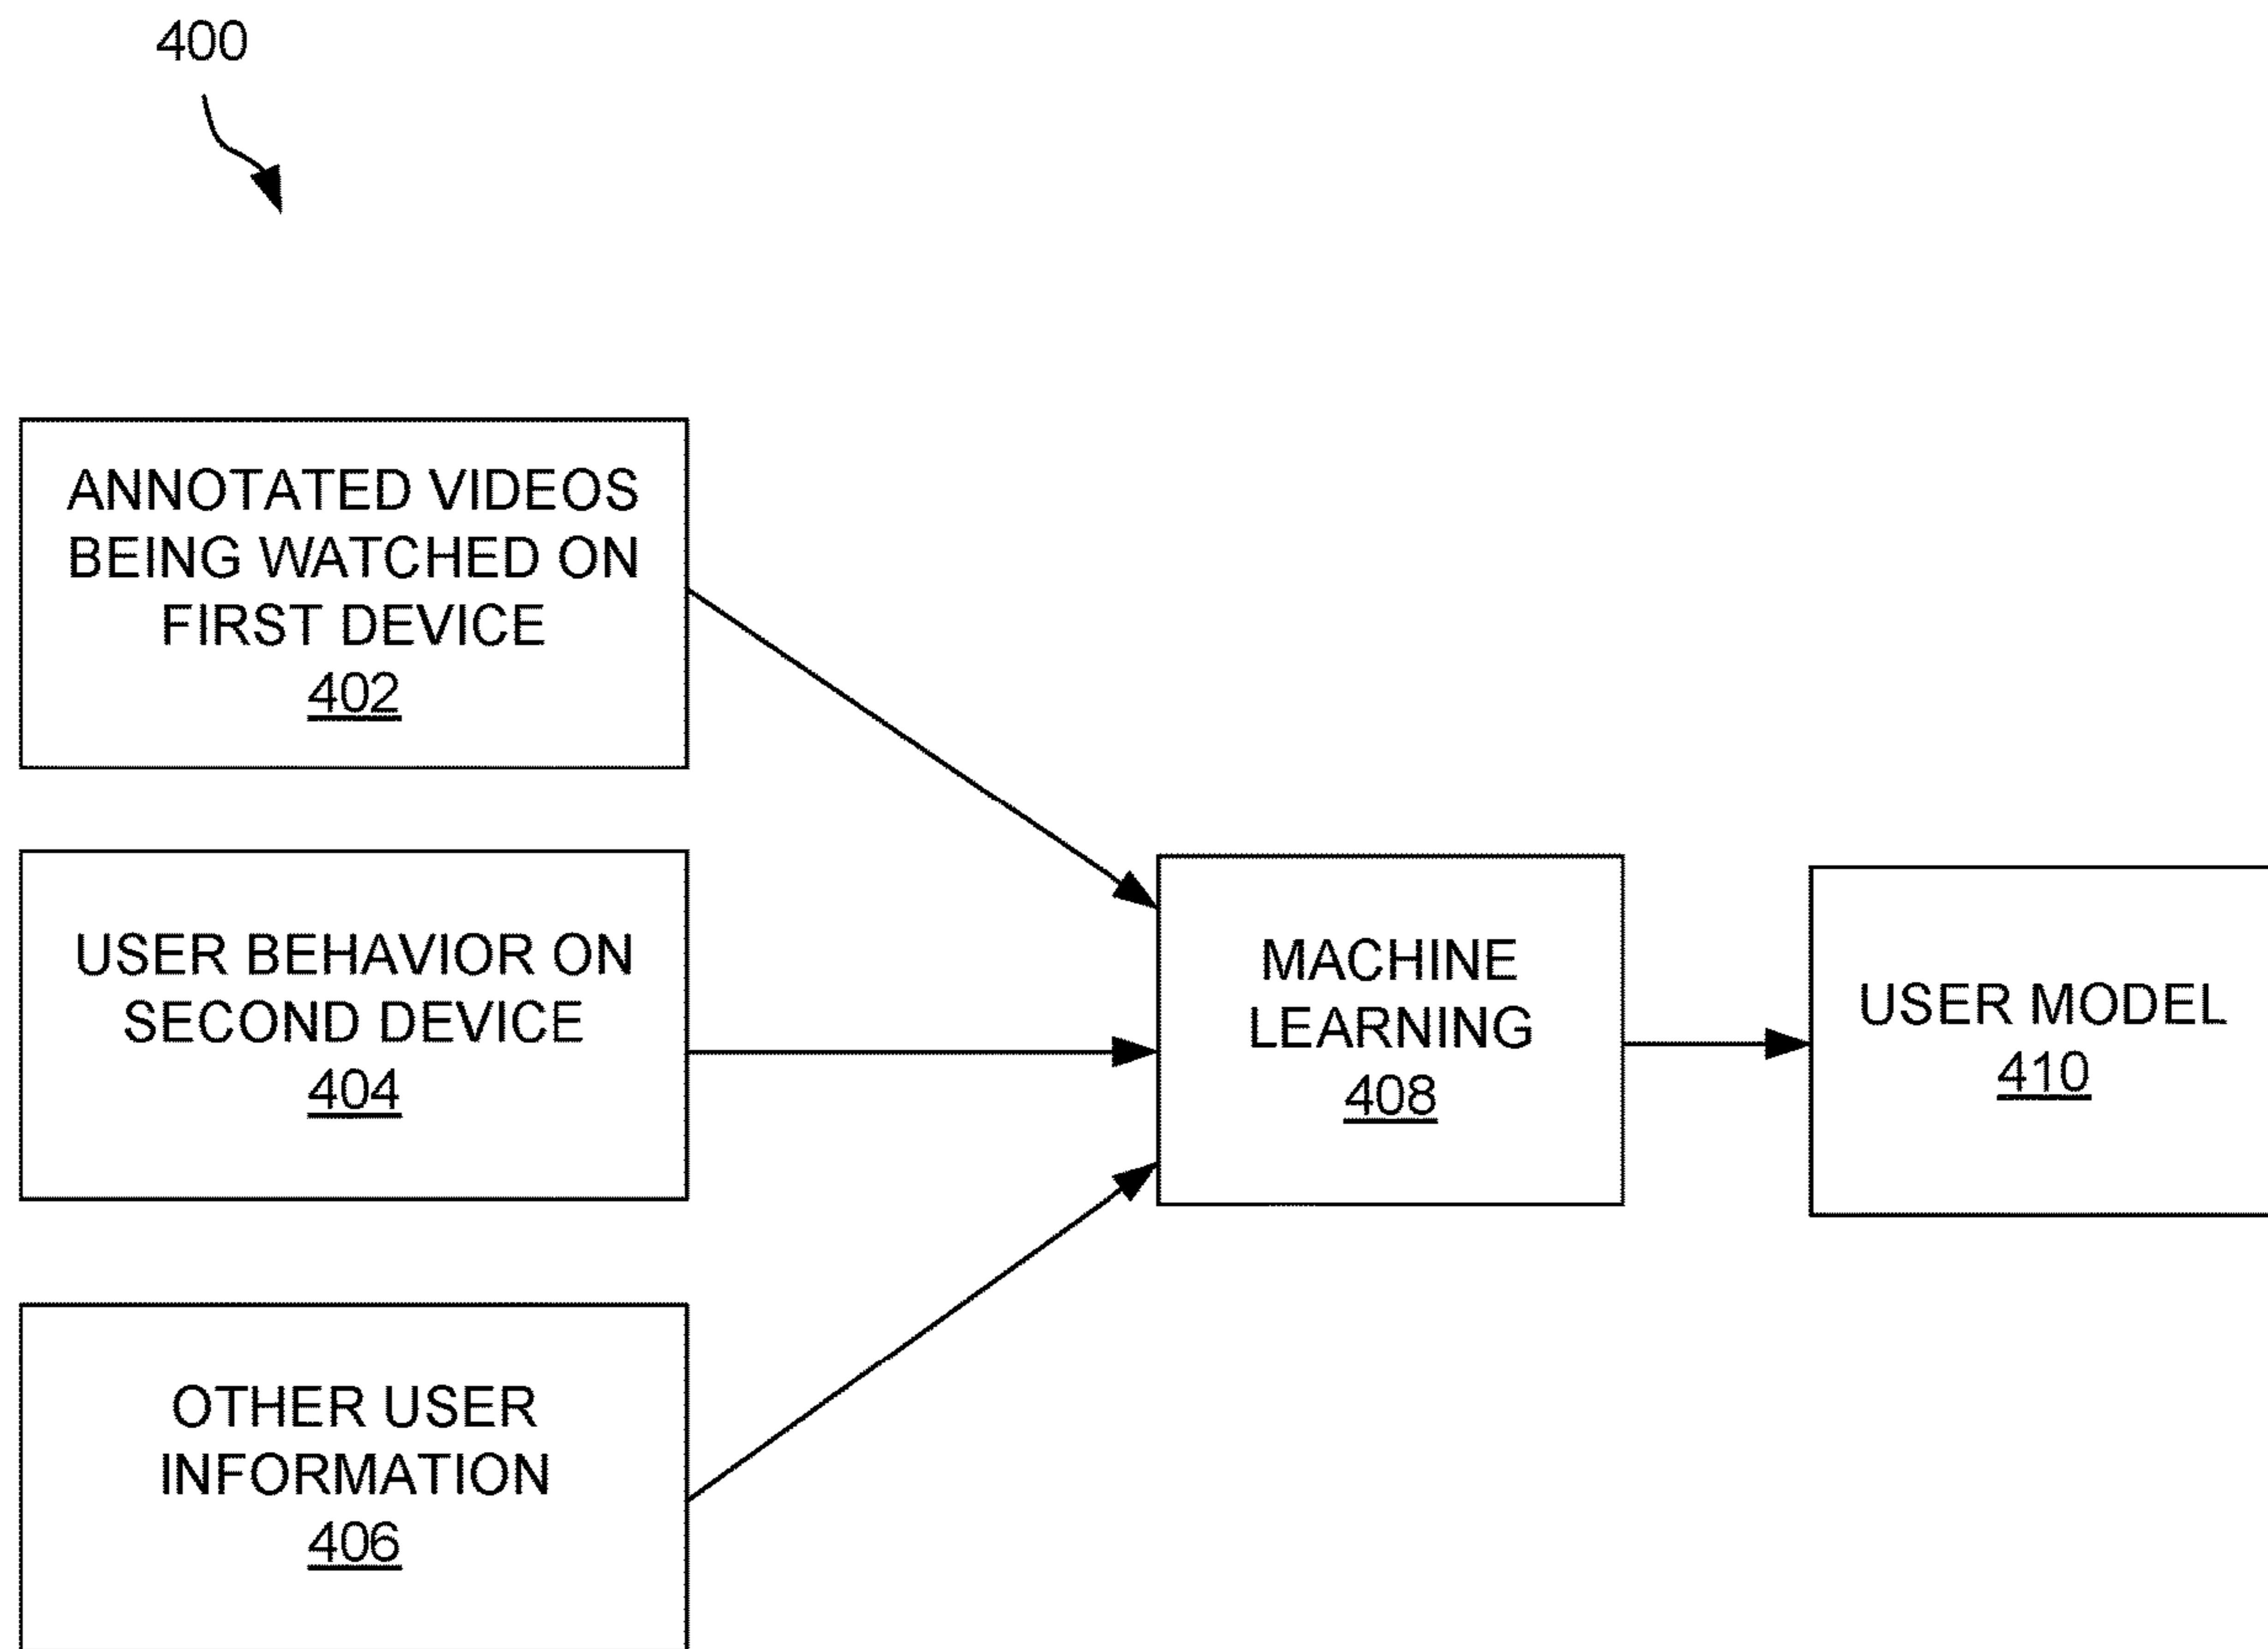 400
ANNOTATED VIDEOS
BEING WATCHED ON
FIRST DEVICE
402
USER BEHAVIOR ON
SECOND DEVICE
404
OTHER USER
INFORMATION
406
MACHINE
LEARNING
408
USER MODEL
410